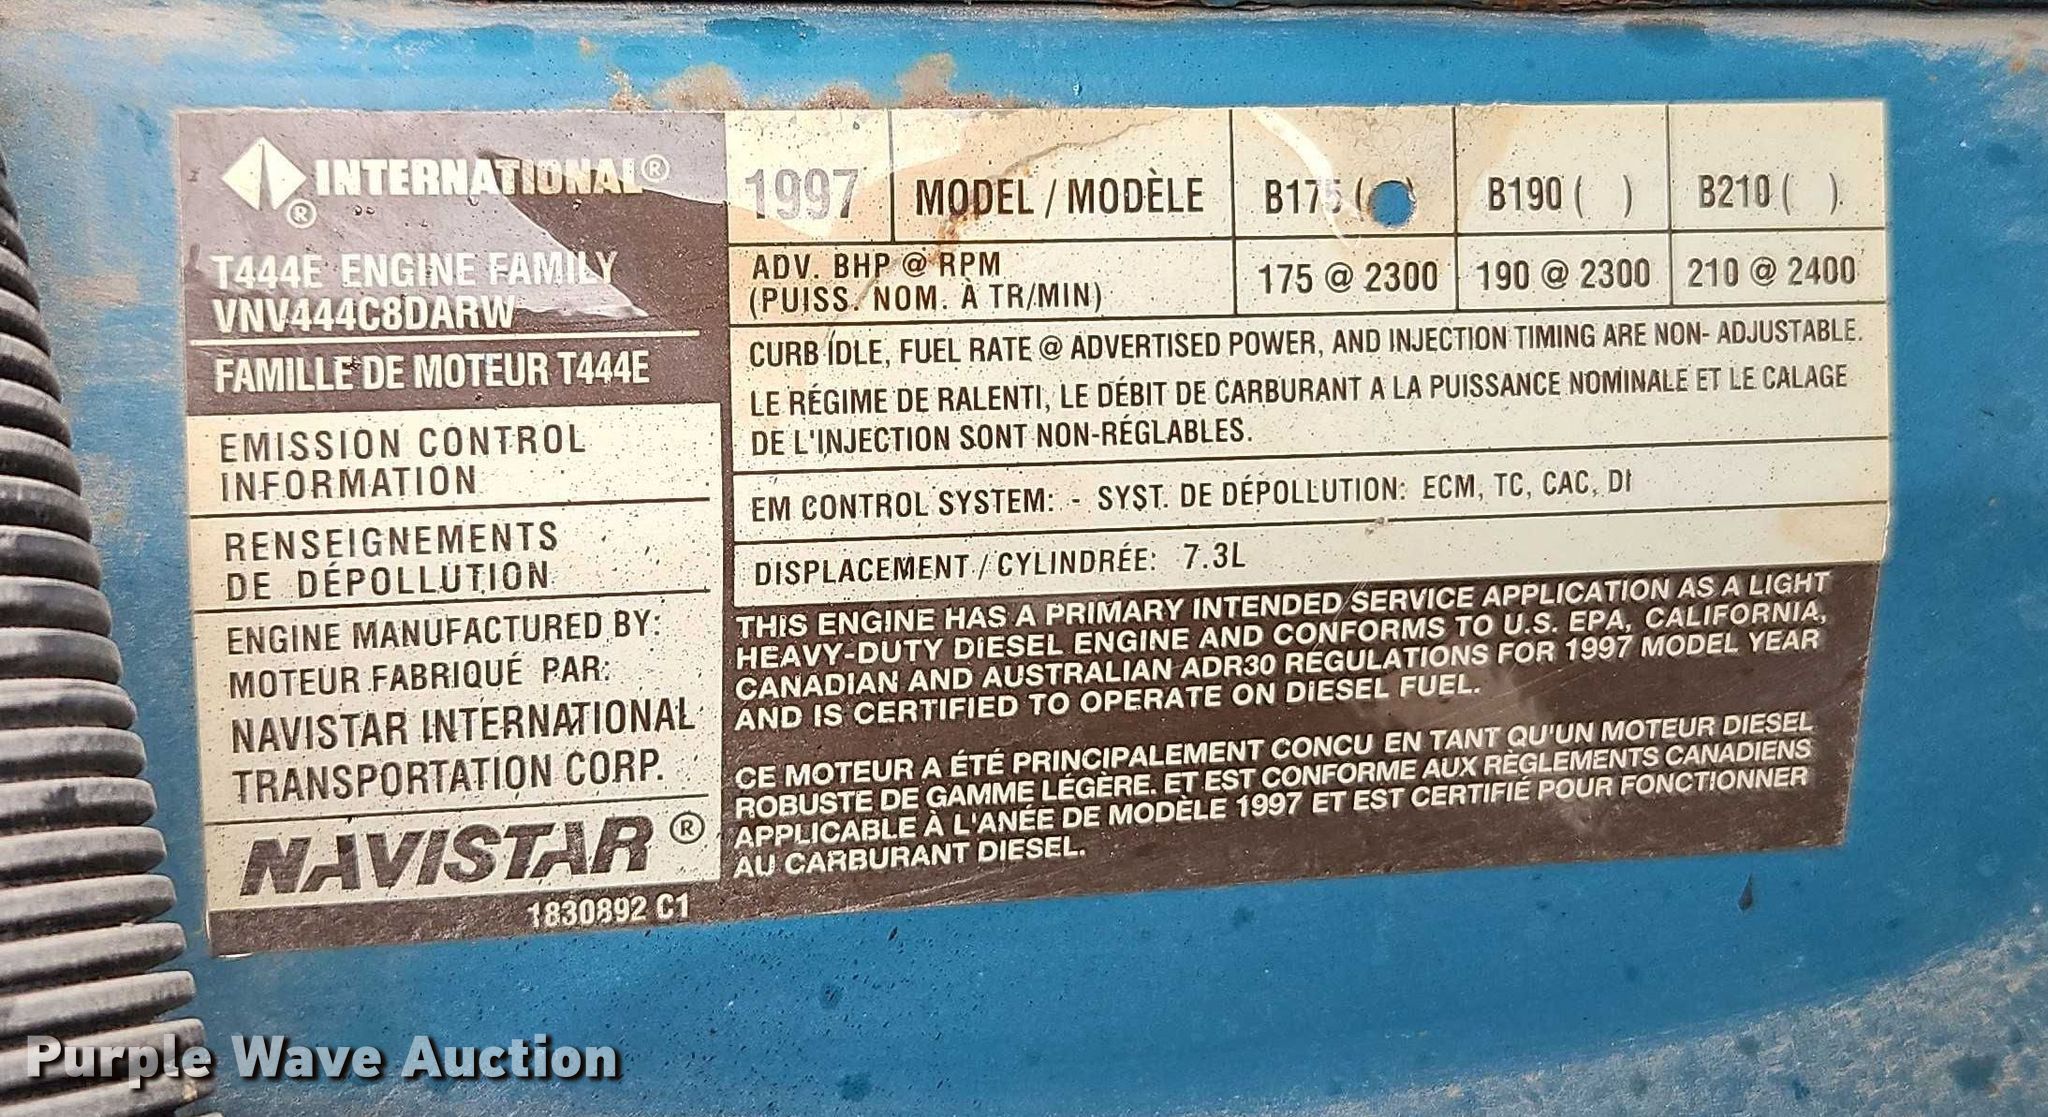 INTERNATIONAL®
®
T444E ENGINE FAMILY
VNV444C8DARW
FAMILLE DE MOTEUR T444E
EMISSION CONTROL
INFORMATION
RENSEIGNEMENTS
DE DÉPOLLUTION
ENGINE MANUFACTURED BY:
MOTEUR FABRIQUÉ PAR:
NAVISTAR INTERNATIONAL
TRANSPORTATION CORP.
NAVISTAR®
1830892 C1
1997 MODEL / MODÈLE B175 ( ) B190 ( ) B210 ( ).
ADV. BHP @ RPM
(PUISS. NOM. À TR/MIN) 175 @ 2300 190 @ 2300 210 @ 2400
CURB IDLE, FUEL RATE @ ADVERTISED POWER, AND INJECTION TIMING ARE NON- ADJUSTABLE.
LE RÉGIME DE RALENTI, LE DÉBIT DE CARBURANT A LA PUISSANCE NOMINALE ET LE CALAGE
DE L'INJECTION SONT NON-RÉGLABLES.
EM CONTROL SYSTEM: - SYST. DE DÉPOLLUTION: ECM, TC, CAC, DI
DISPLACEMENT / CYLINDRÉE: 7.3L
THIS ENGINE HAS A PRIMARY INTENDED SERVICE APPLICATION AS A LIGHT
HEAVY-DUTY DIESEL ENGINE AND CONFORMS TO U.S. EPA, CALIFORNIA,
CANADIAN AND AUSTRALIAN ADR30 REGULATIONS FOR 1997 MODEL YEAR
AND IS CERTIFIED TO OPERATE ON DIESEL FUEL.
CE MOTEUR A ÉTÉ PRINCIPALEMENT CONCU EN TANT QU'UN MOTEUR DIESEL
ROBUSTE DE GAMME LÉGÈRE. ET EST CONFORME AUX RÈGLEMENTS CANADIENS
APPLICABLE À L'ANÉE DE MODÈLE 1997 ET EST CERTIFIÉ POUR FONCTIONNER
AU CARBURANT DIESEL.
Purple Wave Auction